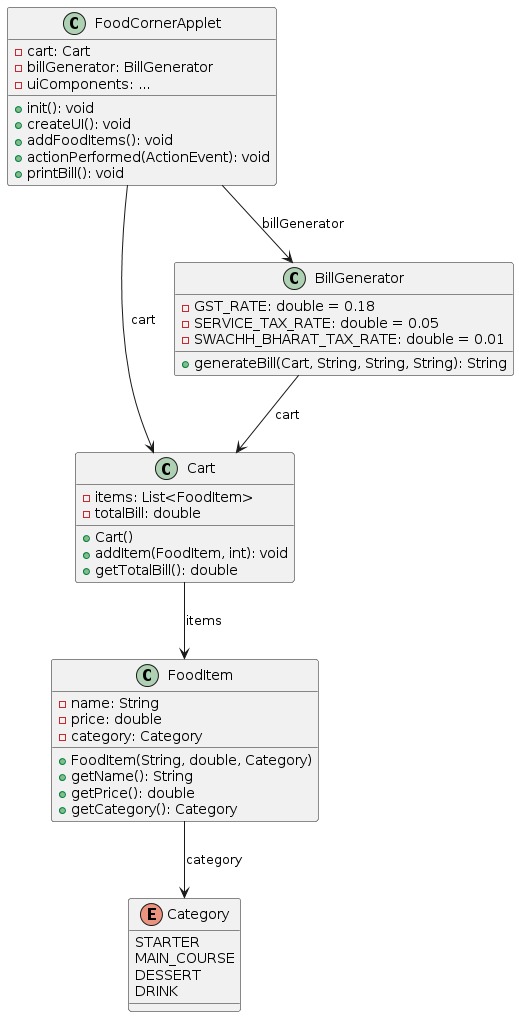 C FoodCornerApplet
cart: Cart
billGenerator: BillGenerator
uiComponents: ...
init(): void
createUI(): void
addFoodItems(): void
actionPerformed(ActionEvent): void
printBill(): void
billGenerator
C BillGenerator
GST_RATE: double = 0.18
SERVICE_TAX_RATE: double = 0.05
SWACHH_BHARAT_TAX_RATE: double = 0.01
generateBill(Cart, String, String, String): String
cart
cart
C Cart
items: List<FoodItem>
totalBill: double
Cart()
addItem(FoodItem, int): void
getTotalBill(): double
items
C FoodItem
name: String
price: double
category: Category
FoodItem(String, double, Category)
getName(): String
getPrice(): double
getCategory(): Category
category
E Category
STARTER
MAIN_COURSE
DESSERT
DRINK